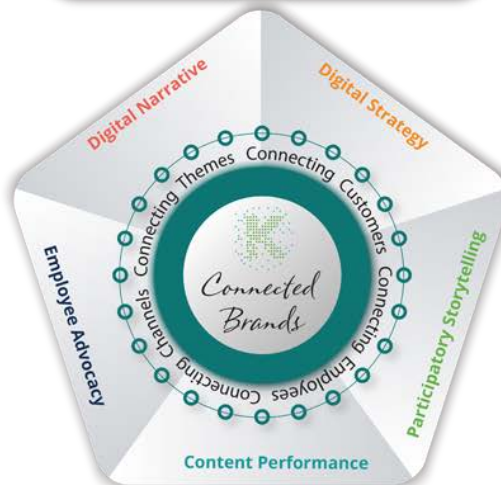 Digital Narrative
Digital Strategy
Participatory Storytelling
Content Performance
Employee Advocacy
Connecting Themes
Connecting Customers
Connecting Employees
Connecting Channels
K
Connected
Brands